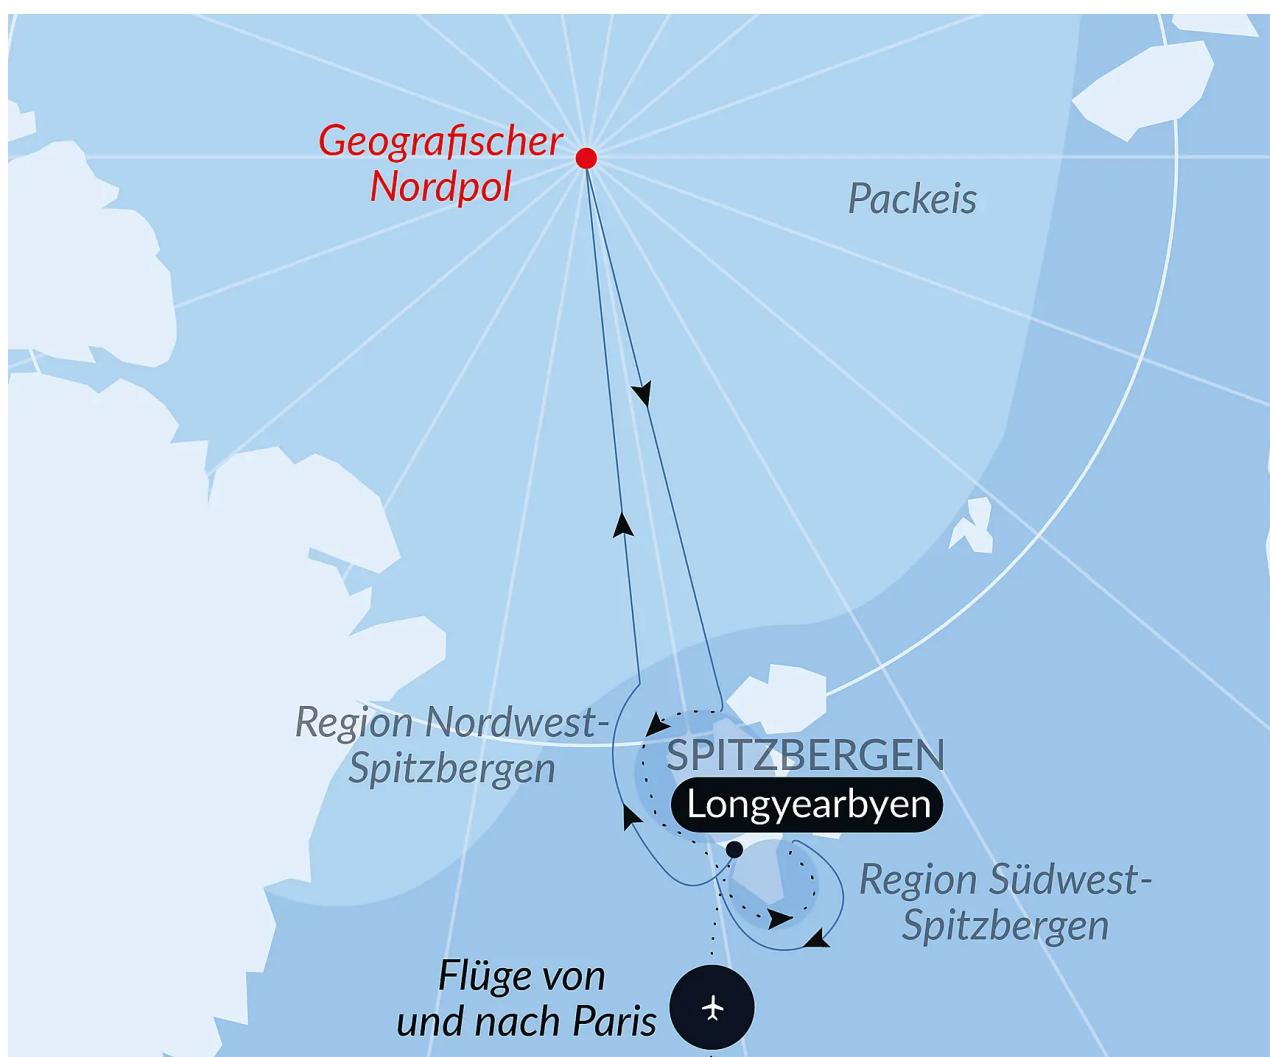 Geografischer
Nordpol
Packeis
Region Nordwest-
Spitzbergen
SPITZBERGEN
Longyearbyen
Region Südwest-
Spitzbergen
Flüge von
und nach Paris